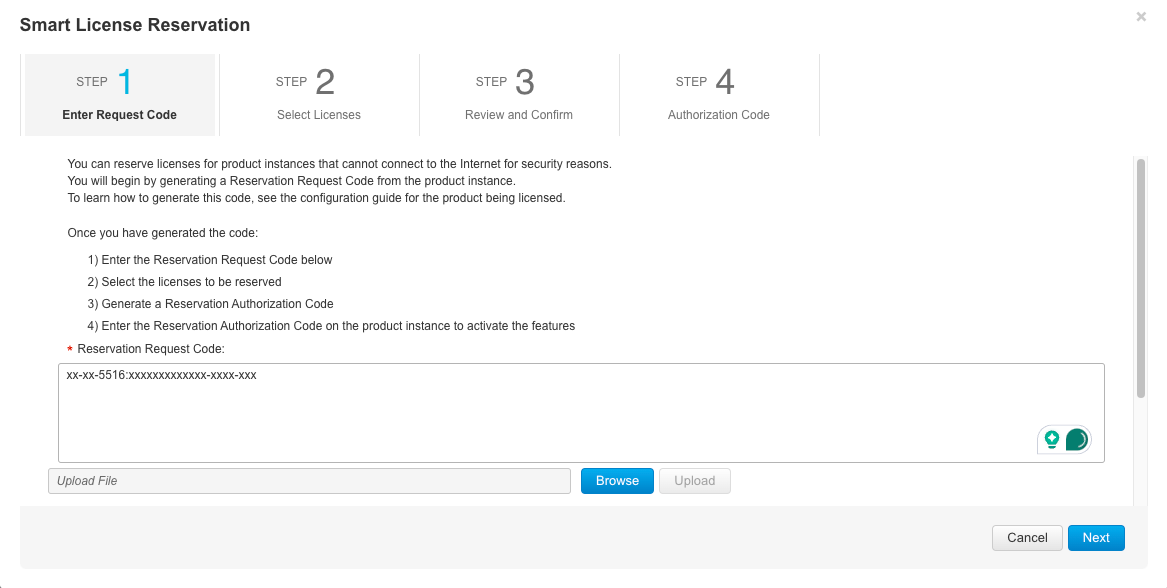 Smart License Reservation
×
STEP 1
Enter Request Code
STEP 2
Select Licenses
STEP 3
Review and Confirm
STEP 4
Authorization Code
You can reserve licenses for product instances that cannot connect to the Internet for security reasons.
You will begin by generating a Reservation Request Code from the product instance.
To learn how to generate this code, see the configuration guide for the product being licensed.
Once you have generated the code:
1) Enter the Reservation Request Code below
2) Select the licenses to be reserved
3) Generate a Reservation Authorization Code
4) Enter the Reservation Authorization Code on the product instance to activate the features
* Reservation Request Code:
xx-xx-5516:xxxxxxxxxxxxx-xxxx-xxx
Upload File
Browse
Upload
Cancel
Next